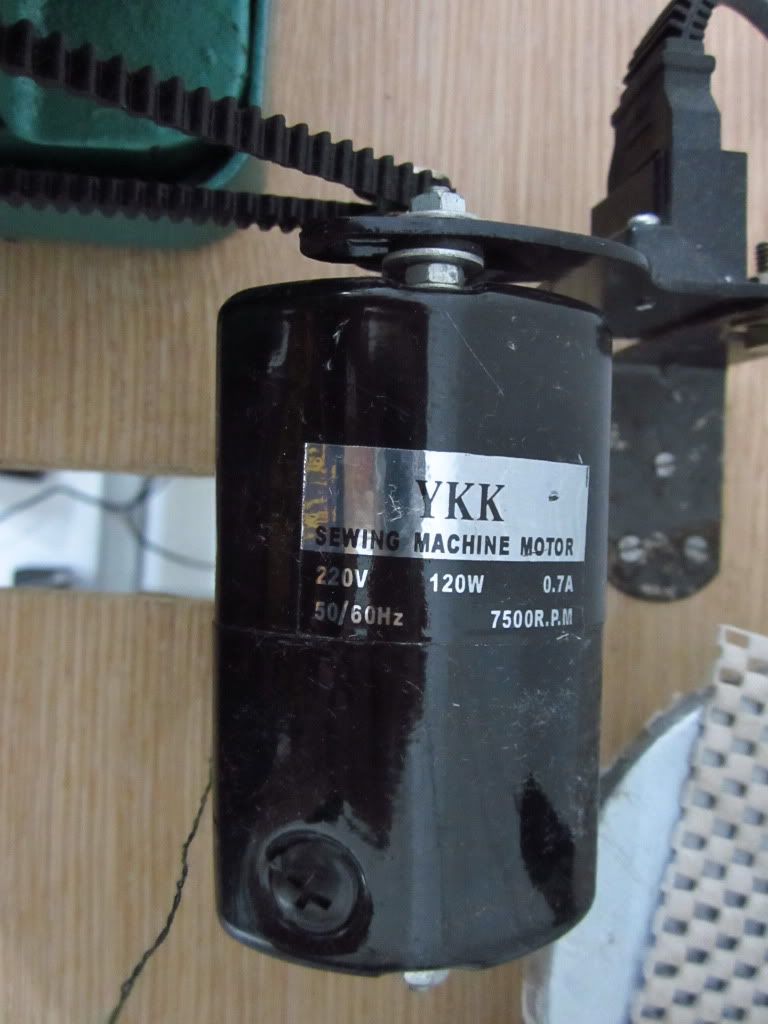 YKK
SEWING MACHINE MOTOR
220V 120W 0.7A
50/60Hz 7500R.P.M